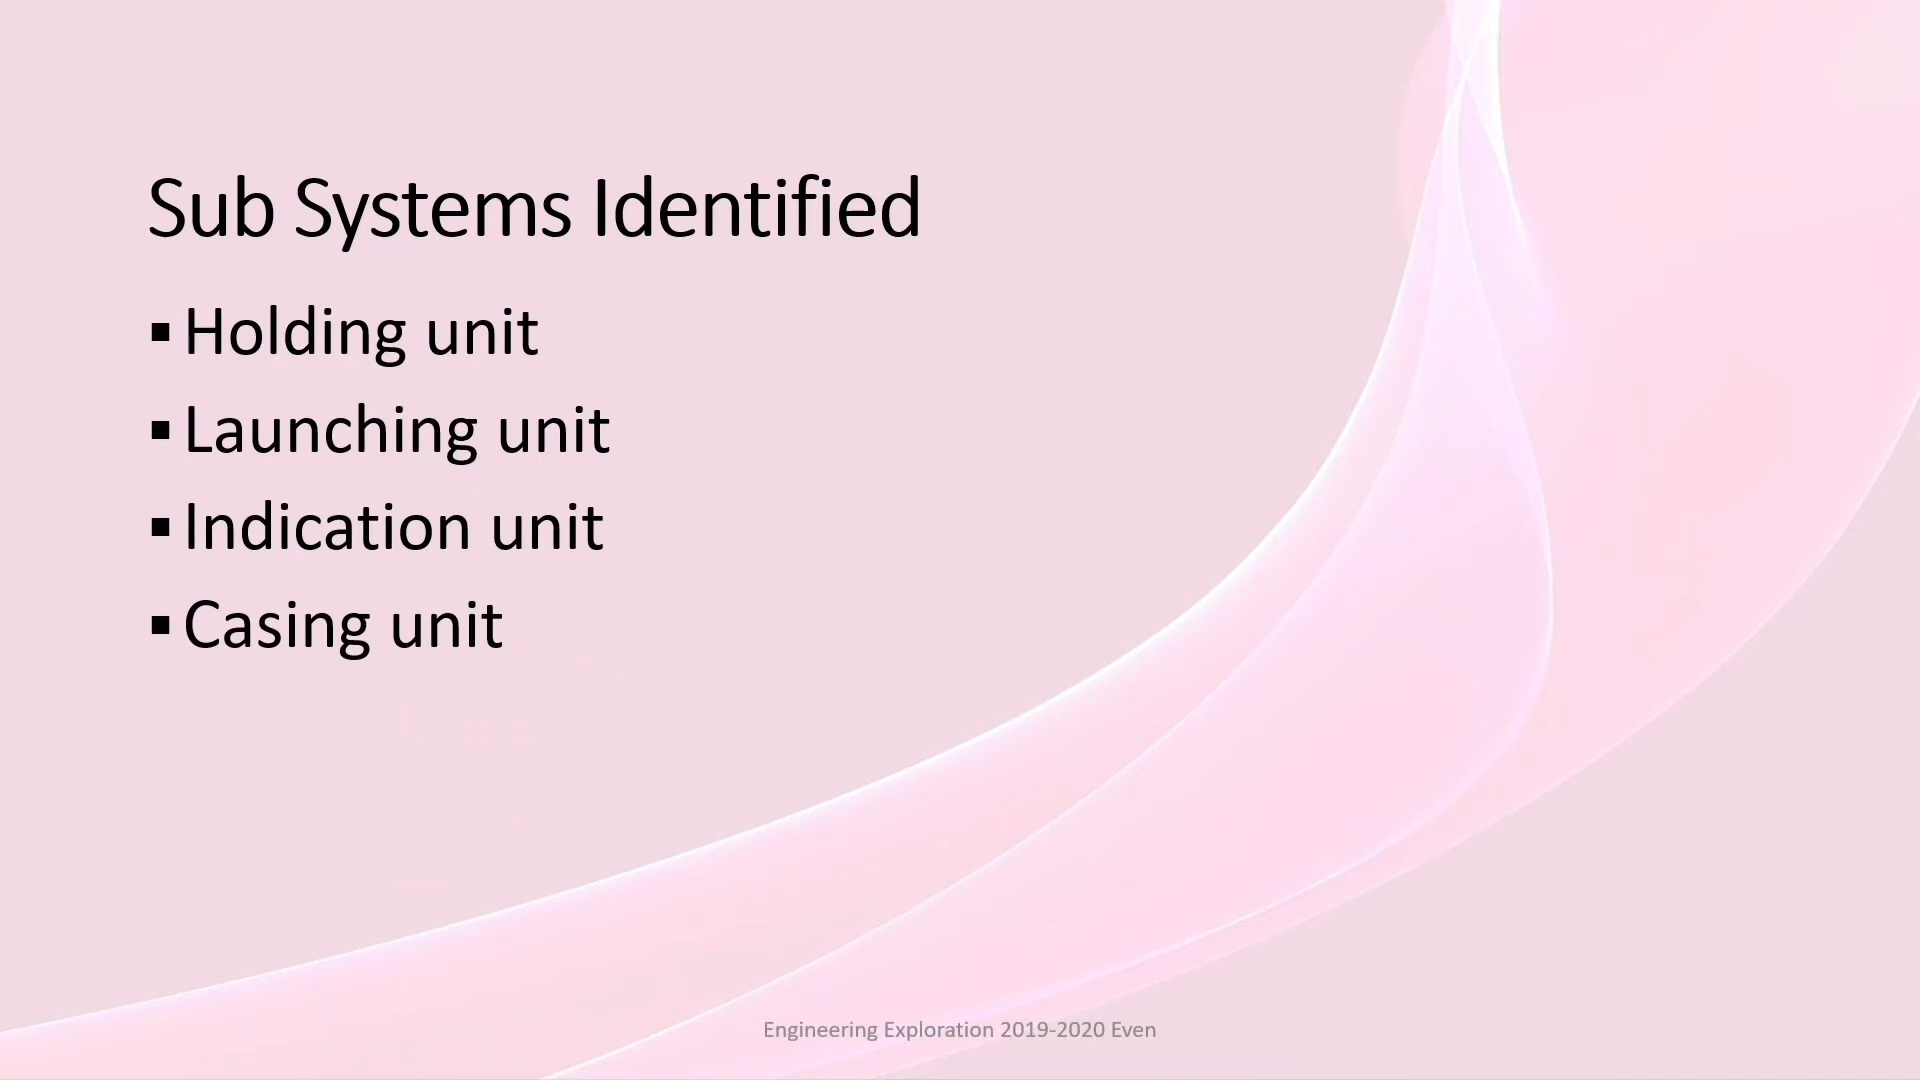 Sub Systems Identified
▪ Holding unit
▪ Launching unit
▪ Indication unit
▪ Casing unit
Engineering Exploration 2019-2020 Even